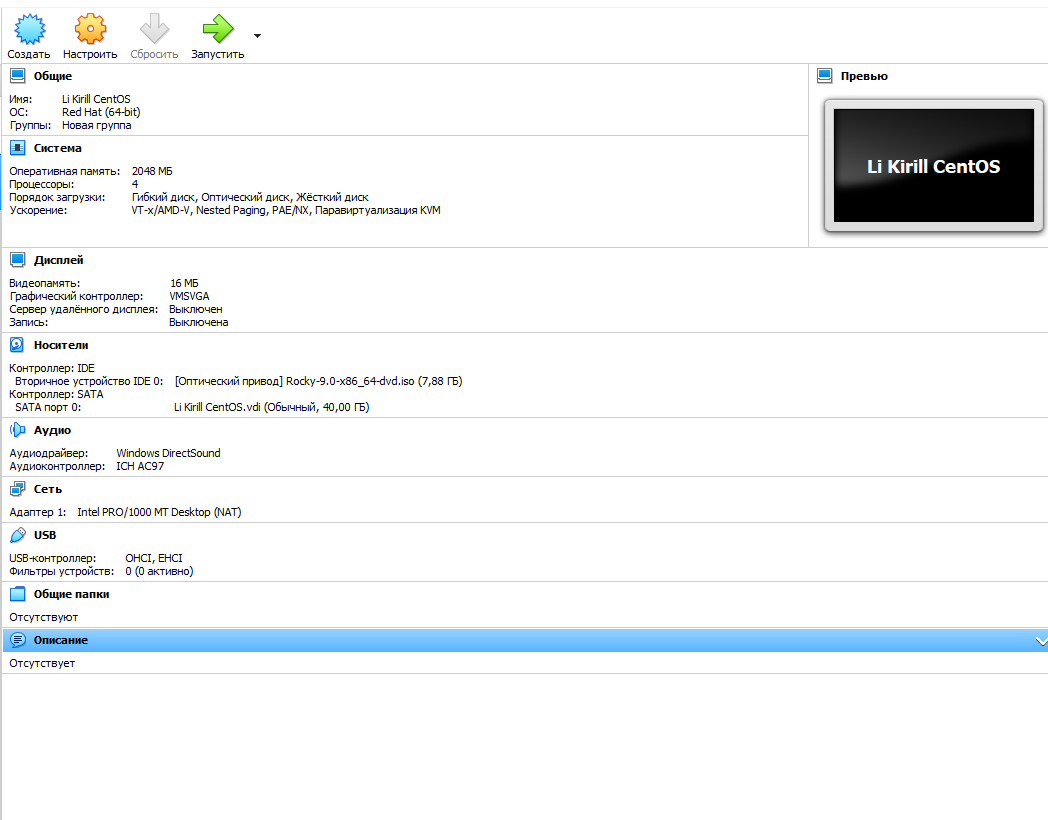 Создать Настроить Сбросить Запустить
Общие
Имя: Li Kirill CentOS
ОС: Red Hat (64-bit)
Группы: Новая группа
Превью
Li Kirill CentOS
Система
Оперативная память: 2048 МБ
Процессоры: 4
Порядок загрузки: Гибкий диск, Оптический диск, Жёсткий диск
Ускорение: VT-x/AMD-V, Nested Paging, PAE/NX, Паравиртуализация KVM
Дисплей
Видеопамять: 16 МБ
Графический контроллер: VMSVGA
Сервер удалённого дисплея: Выключен
Запись: Выключена
Носители
Контроллер: IDE
Вторичное устройство IDE 0: [Оптический привод] Rocky-9.0-x86_64-dvd.iso (7,88 ГБ)
Контроллер: SATA
SATA порт 0: Li Kirill CentOS.vdi (Обычный, 40,00 ГБ)
Аудио
Аудиодрайвер: Windows DirectSound
Аудиоконтроллер: ICH AC97
Сеть
Адаптер 1: Intel PRO/1000 MT Desktop (NAT)
USB
USB-контроллер: OHCI, EHCI
Фильтры устройств: 0 (0 активно)
Общие папки
Отсутствуют
Описание
Отсутствует